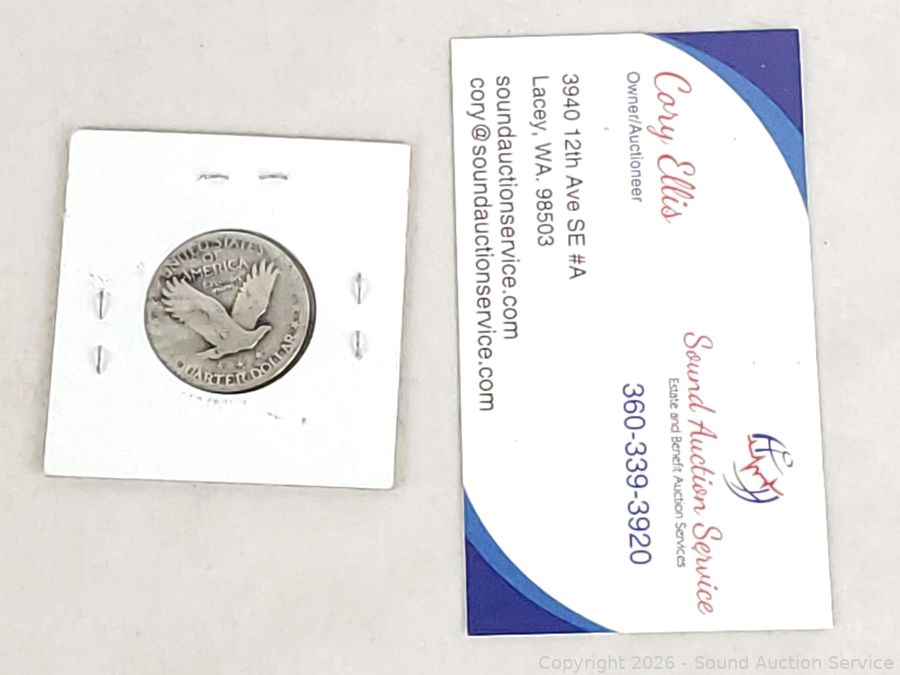 UNITED STATES
OF
AMERICA
QUARTER DOLLAR
Cory Ellis
Owner/Auctioneer
3940 12th Ave SE #A
Lacey, WA. 98503
soundauctionservice.com
cory@soundauctionservice.com
Sound Auction Service
Estate and Benefit Auction Services
360-339-3920
Copyright 2026 - Sound Auction Service